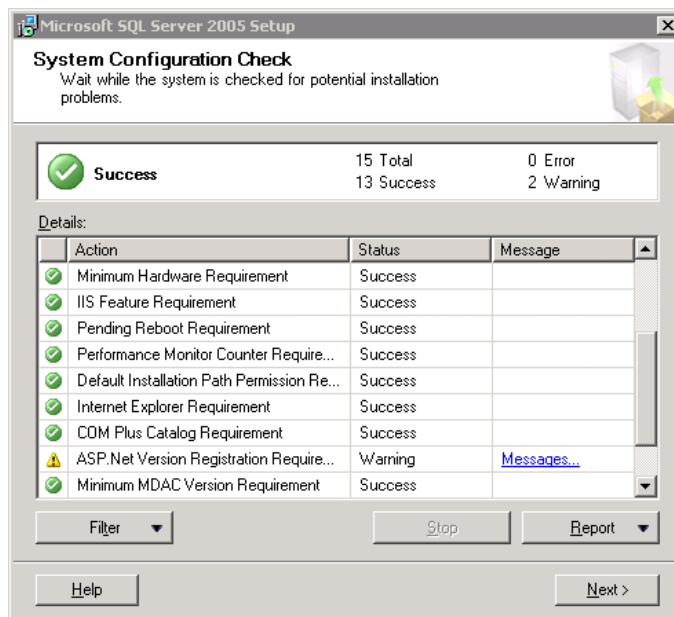 Microsoft SQL Server 2005 Setup
System Configuration Check
Wait while the system is checked for potential installation
problems.
Success 15 Total 0 Error
13 Success 2 Warning
Details:
Action Status Message
Minimum Hardware Requirement Success
IIS Feature Requirement Success
Pending Reboot Requirement Success
Performance Monitor Counter Require... Success
Default Installation Path Permission Re... Success
Internet Explorer Requirement Success
COM Plus Catalog Requirement Success
ASP.Net Version Registration Require... Warning Messages...
Minimum MDAC Version Requirement Success
Filter Stop Report
Help Next >